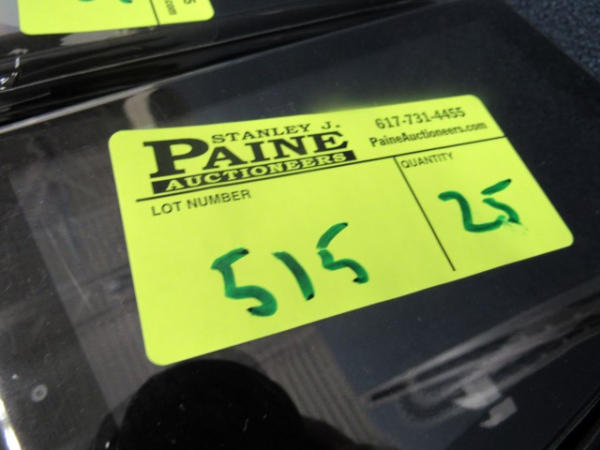 STANLEY J.
PAINE
AUCTIONEERS
617-731-4455
PaineAuctioneers.com
LOT NUMBER
QUANTITY
515
25